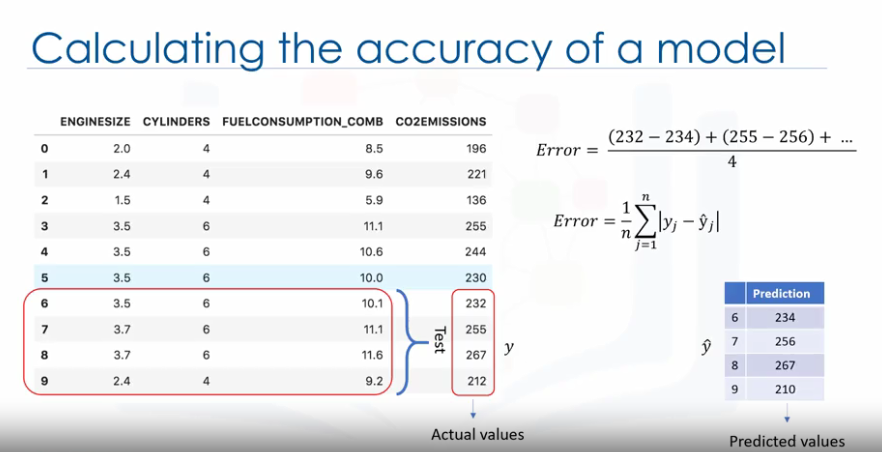 Calculating the accuracy of a model
ENGINESIZE CYLINDERS FUELCONSUMPTION_COMB CO2EMISSIONS
0 2.0 4 8.5 196
1 2.4 4 9.6 221
2 1.5 4 5.9 136
3 3.5 6 11.1 255
4 3.5 6 10.6 244
5 3.5 6 10.0 230
6 3.5 6 10.1 232
7 3.7 6 11.1 255
8 3.7 6 11.6 267
9 2.4 4 9.2 212
Test
y
Actual values
Error = \frac{(232 − 234) + (255 − 256) + ...}{4}
Error = \frac{1}{n} \sum_{j=1}^{n} |y_j − ŷ_j|
ŷ
Prediction
6 234
7 256
8 267
9 210
Predicted values